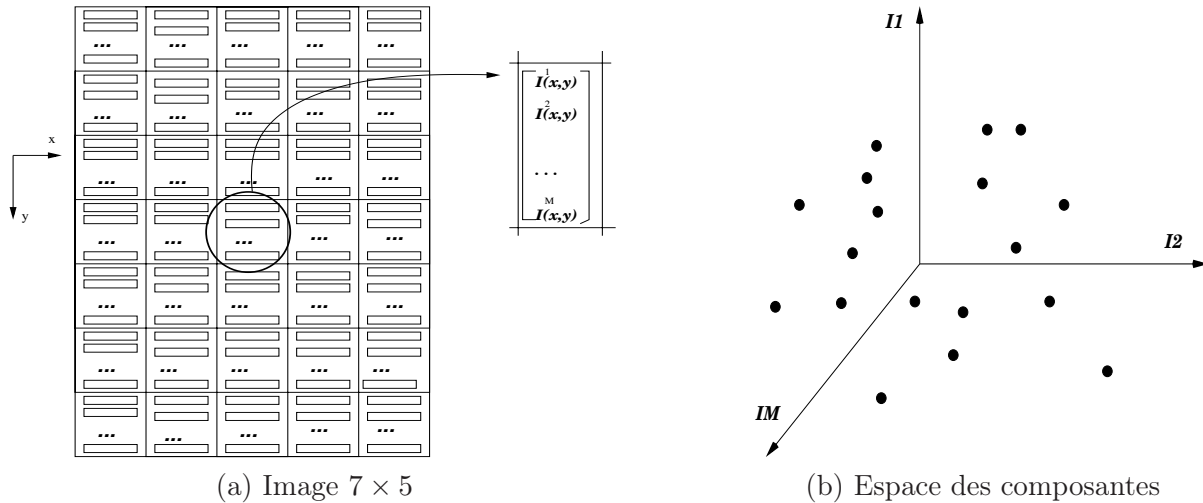 x
y
1
I(x,y)
2
I(x,y)
...
M
I(x,y)
I1
I2
IM
(a) Image 7 × 5
(b) Espace des composantes